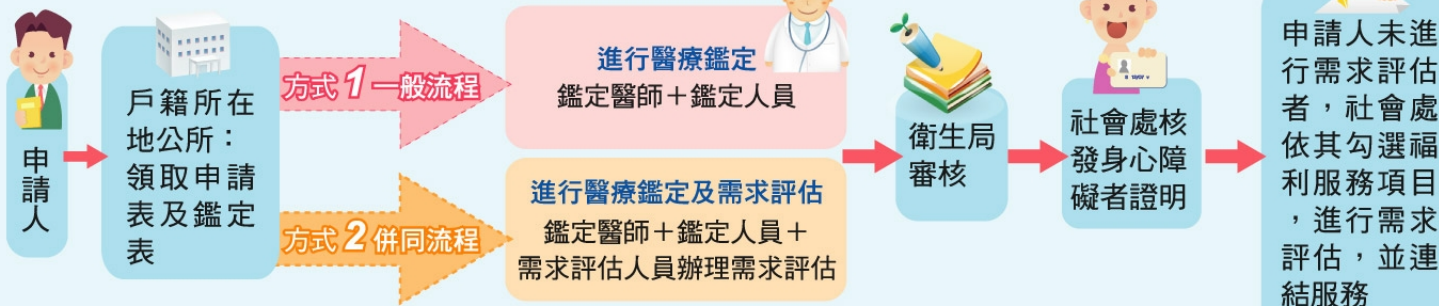 申請人
戶籍所在
地公所：
領取申請
表及鑑定
表
方式1一般流程
進行醫療鑑定
鑑定醫師＋鑑定人員
方式2併同流程
進行醫療鑑定及需求評估
鑑定醫師＋鑑定人員＋
需求評估人員辦理需求評估
衛生局
審核
社會處核
發身心障
礙者證明
申請人未進
行需求評估
者，社會處
依其勾選福
利服務項目
，進行需求
評估，並連
結服務